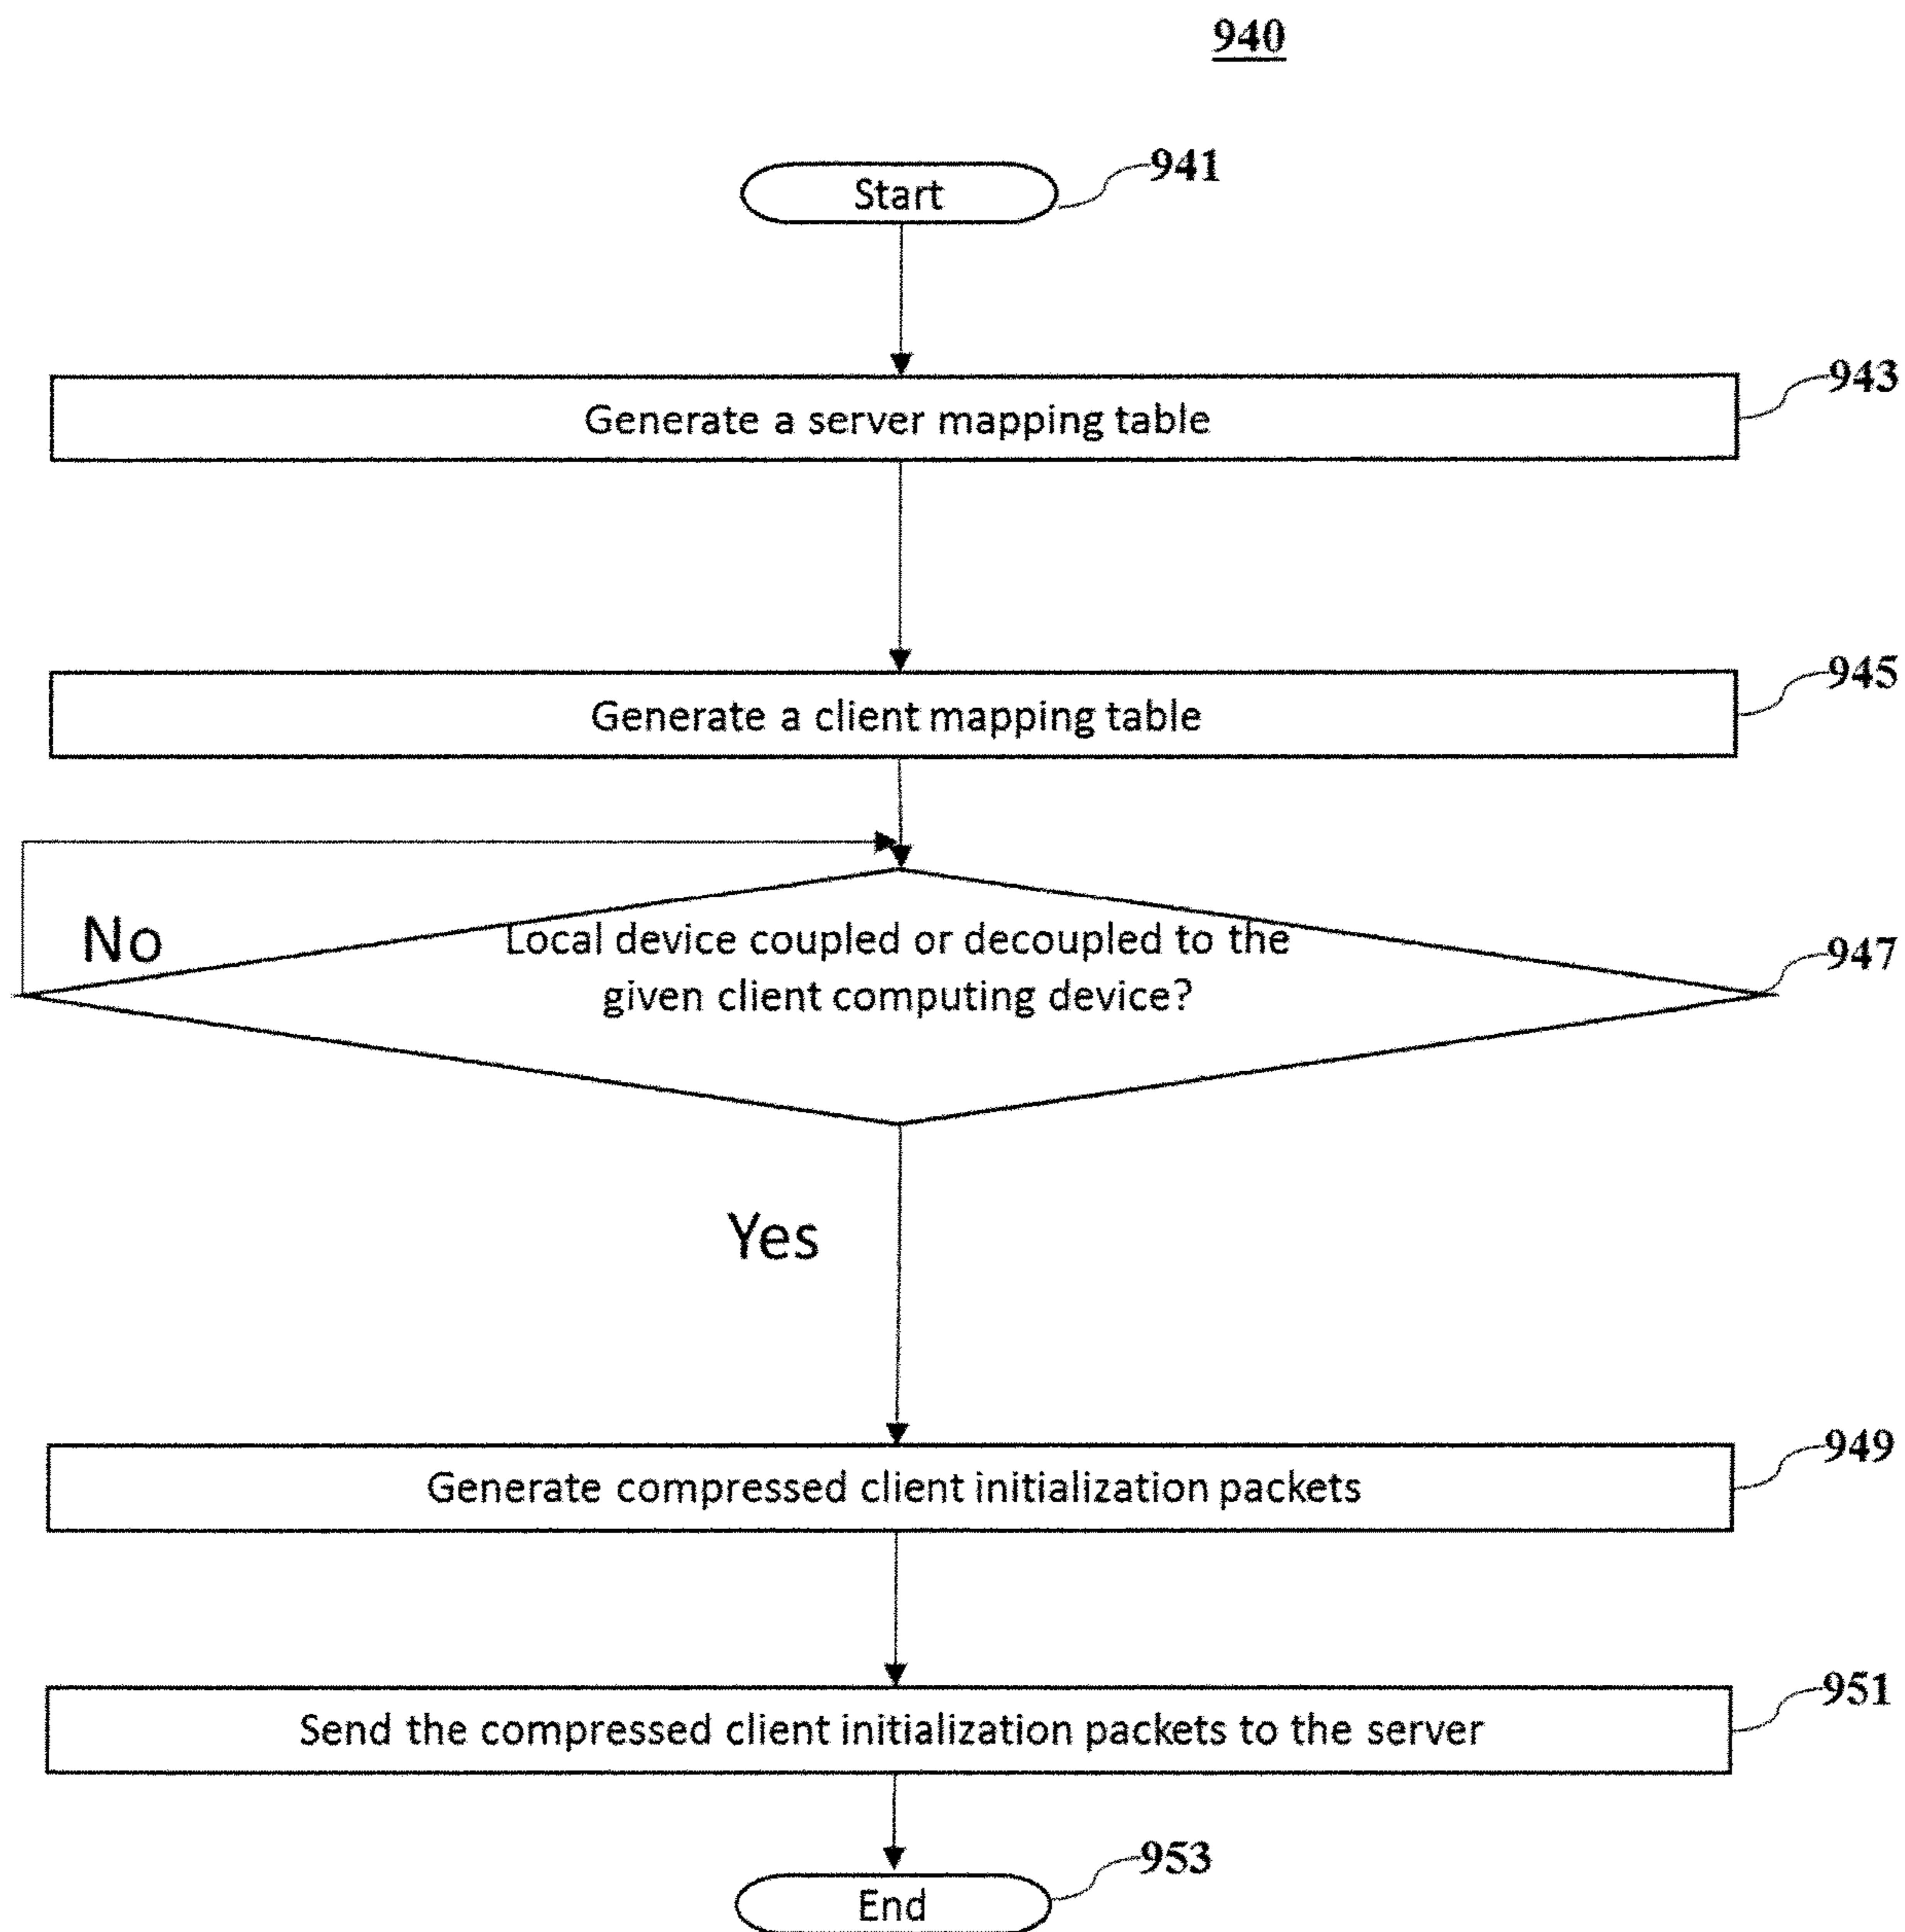 940
Start
941
Generate a server mapping table
943
Generate a client mapping table
945
No
Local device coupled or decoupled to the
given client computing device?
947
Yes
Generate compressed client initialization packets
949
Send the compressed client initialization packets to the server
951
End
953